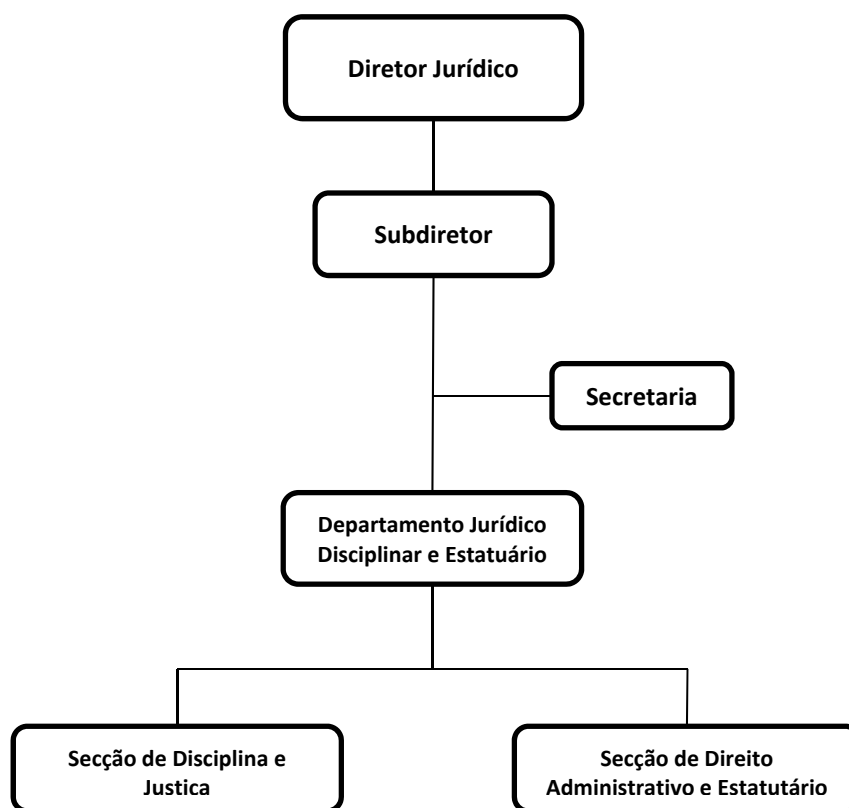 Diretor Jurídico
Subdiretor
Secretaria
Departamento Jurídico
Disciplinar e Estatuário
Secção de Disciplina e
Justica
Secção de Direito
Administrativo e Estatutário